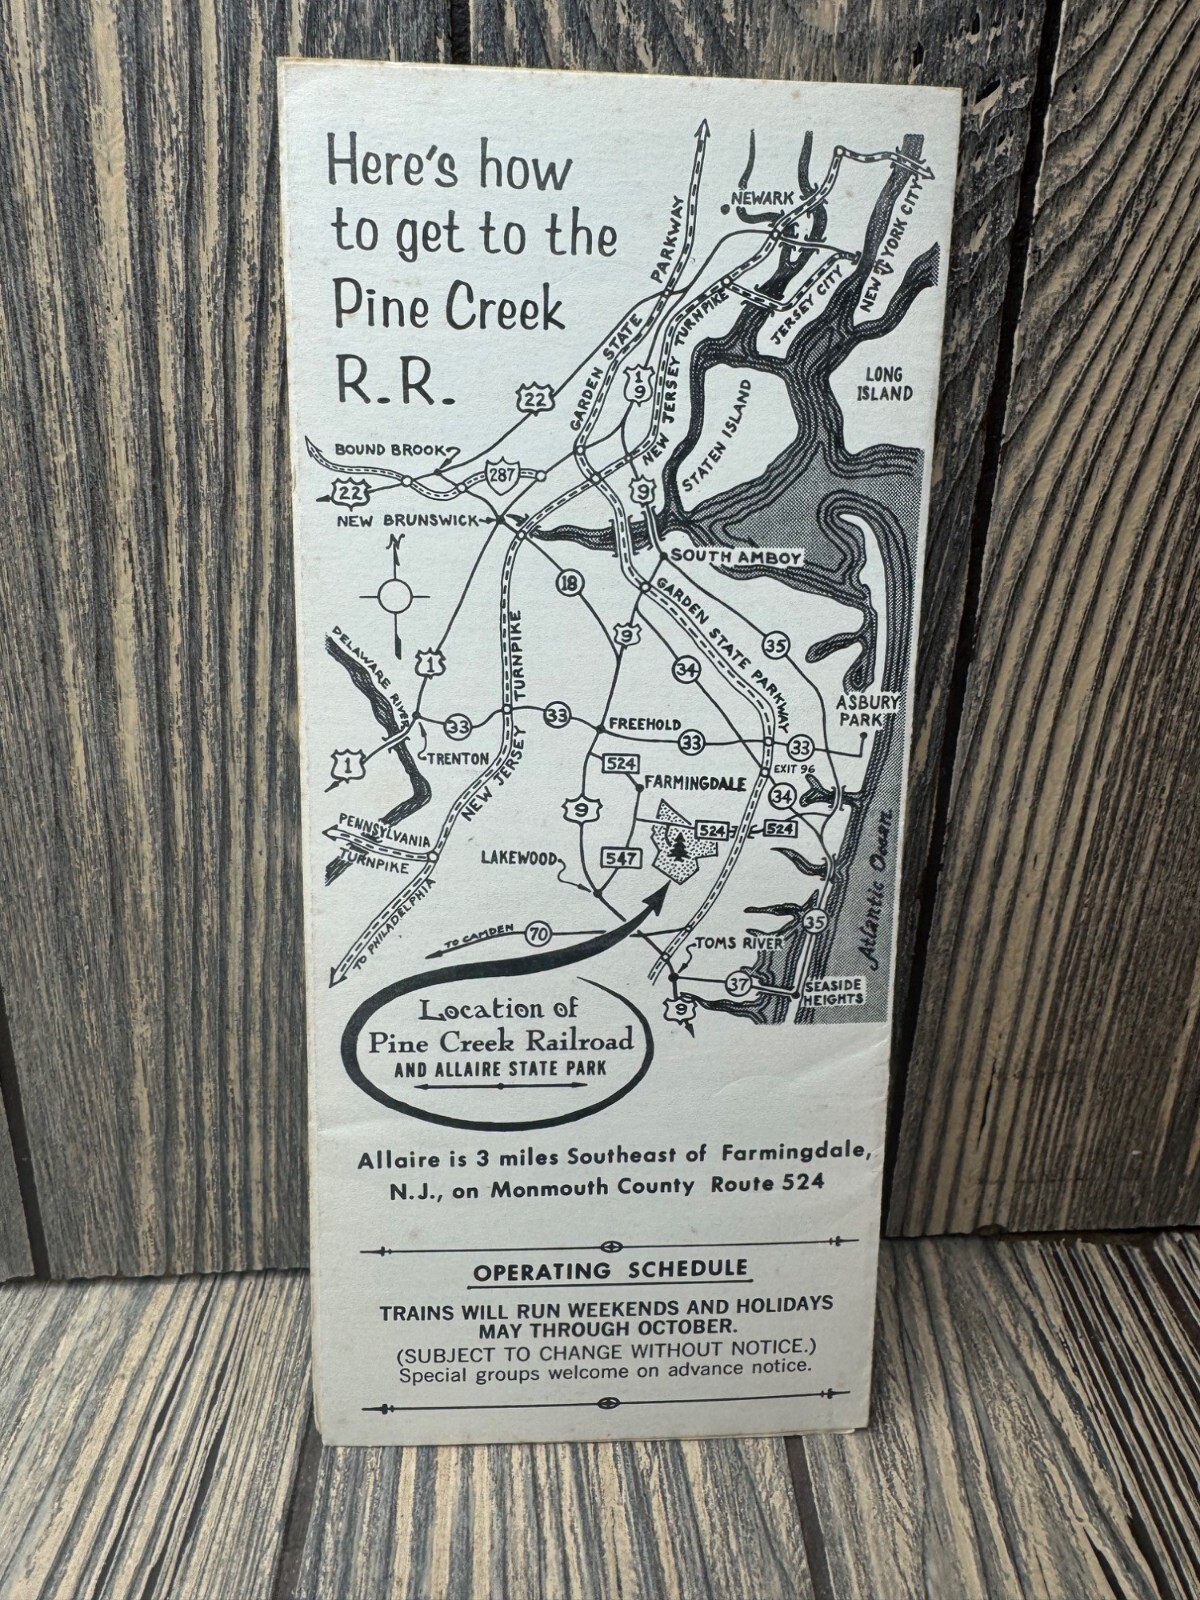 Here's how
to get to the
Pine Creek
R.R.
PARKWAY
NEWARK
NEW YORK CITY
JERSEY CITY
GARDEN STATE
NEW JERSEY TURNPIKE
1
9
22
LONG
ISLAND
STATEN ISLAND
BOUND BROOK
287
22
9
NEW BRUNSWICK
N
SOUTH AMBOY
18
GARDEN STATE PARKWAY
DELAWARE RIVER
9
35
1
34
NEW JERSEY TURNPIKE
ASBURY
PARK
33
33
FREEHOLD
33
33
TRENTON
1
524
EXIT 96
FARMINGDALE
34
9
PENNSYLVANIA
TURNPIKE
524
524
LAKEWOOD
547
Atlantic Ocean
TO PHILADELPHIA
TO CAMDEN
70
35
TOMS RIVER
37
SEASIDE
HEIGHTS
9
Location of
Pine Creek Railroad
AND ALLAIRE STATE PARK
Allaire is 3 miles Southeast of Farmingdale,
N.J., on Monmouth County Route 524
OPERATING SCHEDULE
TRAINS WILL RUN WEEKENDS AND HOLIDAYS
MAY THROUGH OCTOBER.
(SUBJECT TO CHANGE WITHOUT NOTICE.)
Special groups welcome on advance notice.